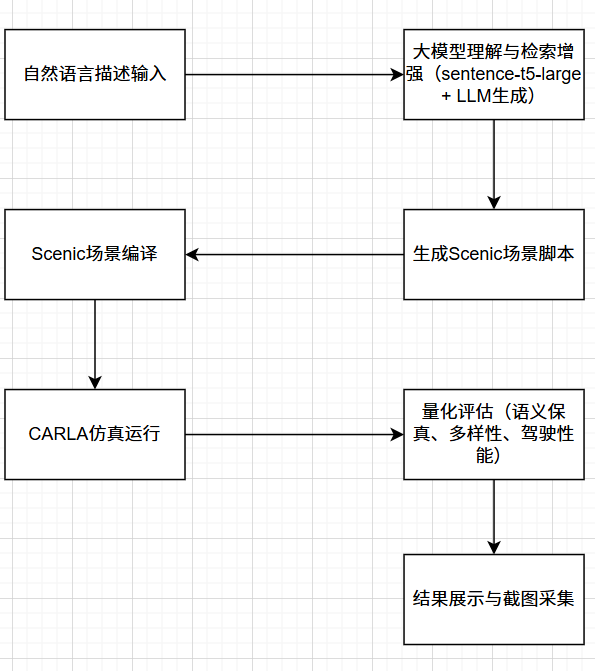 自然语言描述输入
大模型理解与检索增
强（sentence-t5-large
+ LLM生成）
生成Scenic场景脚本
Scenic场景编译
CARLA仿真运行
量化评估（语义保
真、多样性、驾驶性
能）
结果展示与截图采集